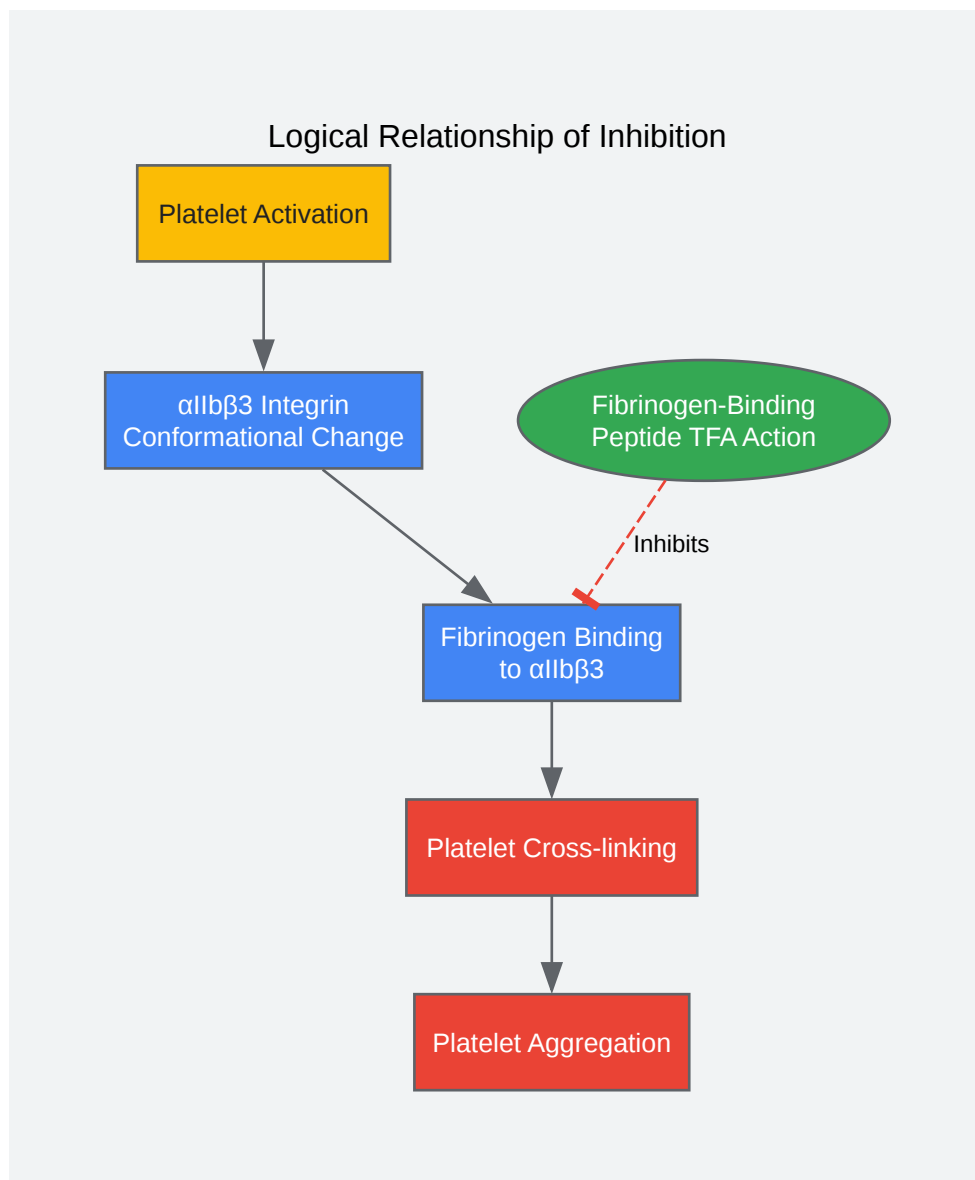 Logical Relationship of Inhibition
Platelet Activation
αIIbβ3 Integrin
Conformational Change
Fibrinogen-Binding
Peptide TFA Action
Inhibits
Fibrinogen Binding
to αIIbβ3
Platelet Cross-linking
Platelet Aggregation